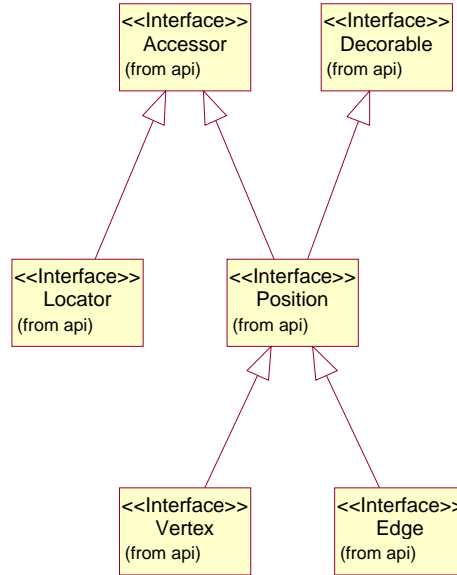 <<Interface>>
Accessor
(from api)
<<Interface>>
Decorable
(from api)
<<Interface>>
Locator
(from api)
<<Interface>>
Position
(from api)
<<Interface>>
Vertex
(from api)
<<Interface>>
Edge
(from api)